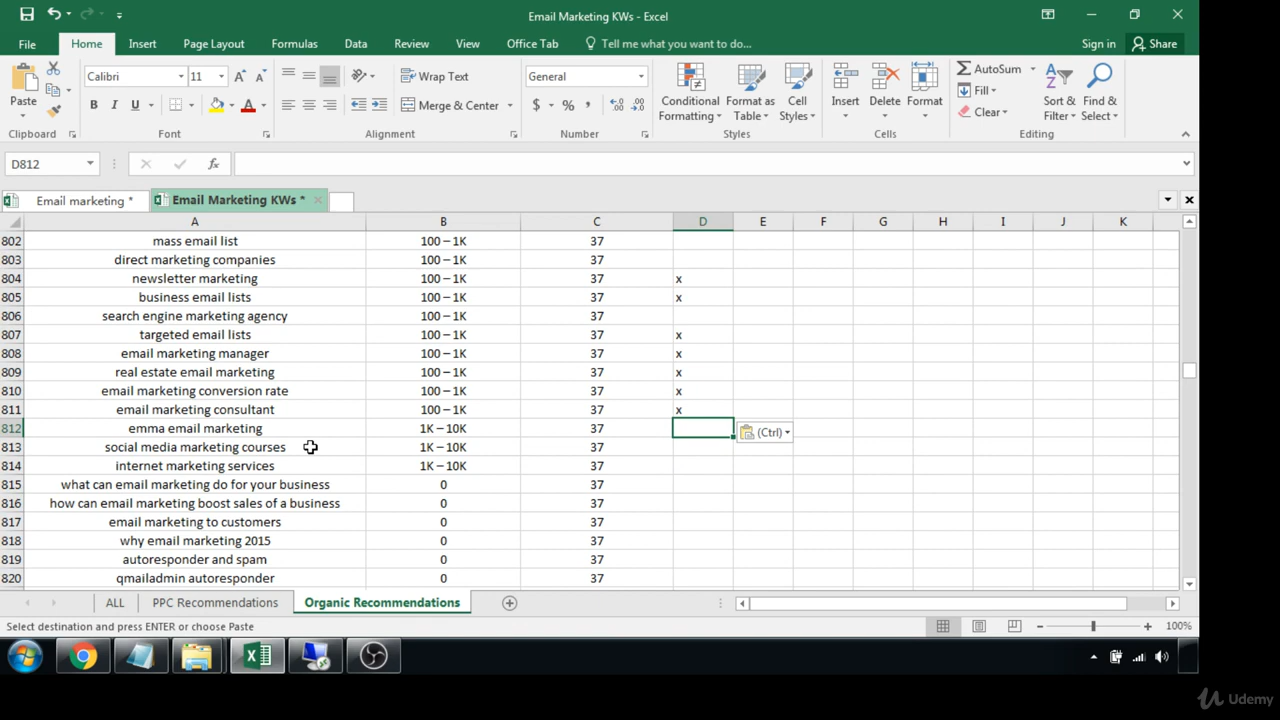 Email Marketing KWs - Excel
File Home Insert Page Layout Formulas Data Review View Office Tab Tell me what you want to do... Sign in Share
Paste Calibri 11 Wrap Text General Conditional Formatting Format as Table Cell Styles Insert Delete Format AutoSum Sort & Filter Find & Select
B I U A Merge & Center $ % , Fill
Clear
Clipboard Font Alignment Number Styles Cells Editing
D812 fx
Email marketing * Email Marketing KWs *
A B C D E F G H I J K
802 mass email list 100 – 1K 37
803 direct marketing companies 100 – 1K 37
804 newsletter marketing 100 – 1K 37 x
805 business email lists 100 – 1K 37 x
806 search engine marketing agency 100 – 1K 37
807 targeted email lists 100 – 1K 37 x
808 email marketing manager 100 – 1K 37 x
809 real estate email marketing 100 – 1K 37 x
810 email marketing conversion rate 100 – 1K 37 x
811 email marketing consultant 100 – 1K 37 x
812 emma email marketing 1K – 10K 37 (Ctrl)
813 social media marketing courses 1K – 10K 37
814 internet marketing services 1K – 10K 37
815 what can email marketing do for your business 0 37
816 how can email marketing boost sales of a business 0 37
817 email marketing to customers 0 37
818 why email marketing 2015 0 37
819 autoresponder and spam 0 37
820 qmailadmin autoresponder 0 37
ALL PPC Recommendations Organic Recommendations
Select destination and press ENTER or choose Paste 100%
Udemy